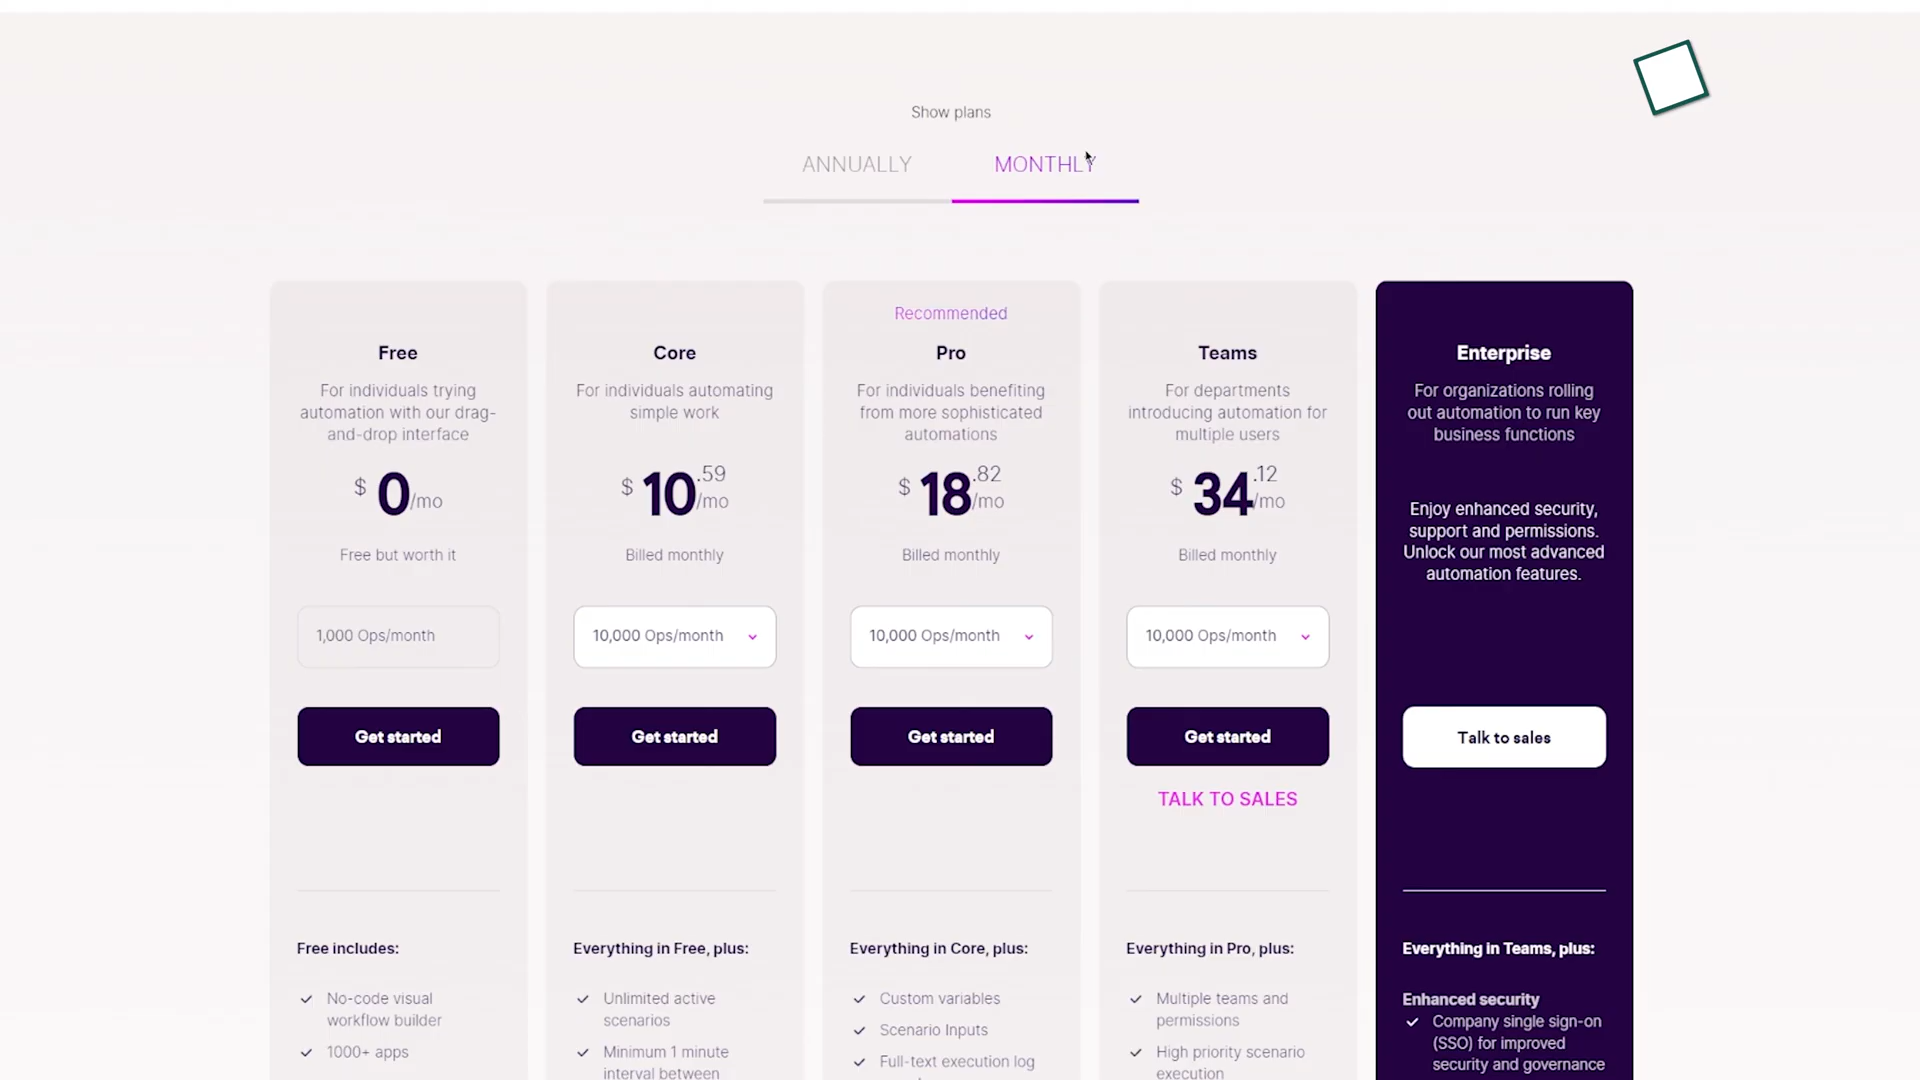 Show plans
ANNUALLY
MONTHLY
Free
For individuals trying
automation with our drag-
and-drop interface
$ 0/mo
Free but worth it
1,000 Ops/month
Get started
Free includes:
No-code visual
workflow builder
1000+ apps
Core
For individuals automating
simple work
$ 10.59/mo
Billed monthly
10,000 Ops/month
Get started
Everything in Free, plus:
Unlimited active
scenarios
Minimum 1 minute
interval between
Recommended
Pro
For individuals benefiting
from more sophisticated
automations
$ 18.82/mo
Billed monthly
10,000 Ops/month
Get started
Everything in Core, plus:
Custom variables
Scenario Inputs
Full-text execution log
Teams
For departments
introducing automation for
multiple users
$ 34.12/mo
Billed monthly
10,000 Ops/month
Get started
TALK TO SALES
Everything in Pro, plus:
Multiple teams and
permissions
High priority scenario
execution
Enterprise
For organizations rolling
out automation to run key
business functions
Enjoy enhanced security,
support and permissions.
Unlock our most advanced
automation features.
Talk to sales
Everything in Teams, plus:
Enhanced security
Company single sign-on
(SSO) for improved
security and governance